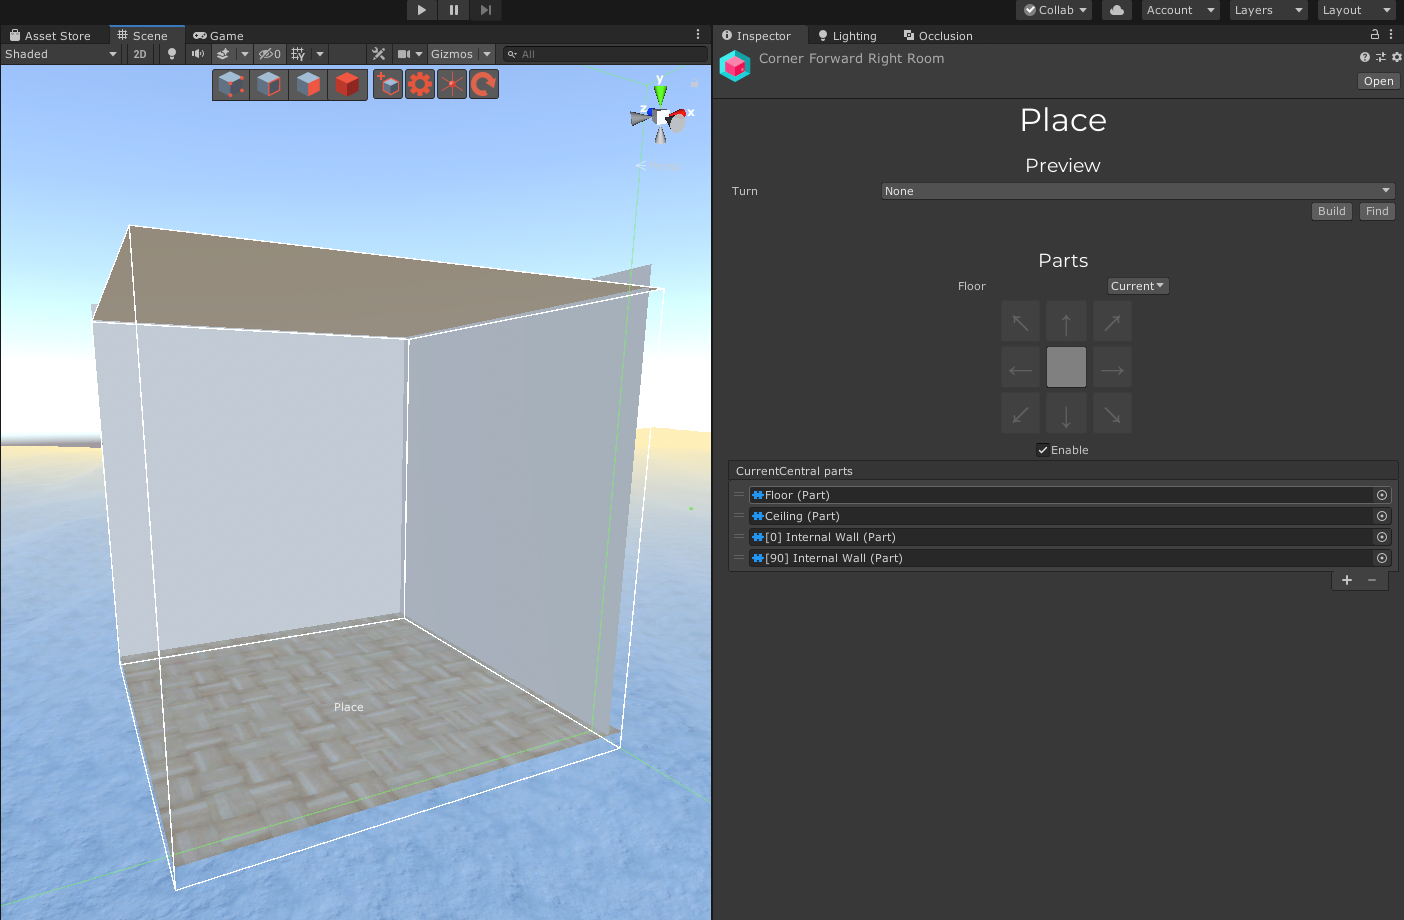 Collab
Account
Layers
Layout
Asset Store
Scene
Game
Inspector
Lighting
Occlusion
Shaded
2D
0
Gizmos
All
Corner Forward Right Room
Open
y
z
x
Place
Preview
Turn
None
Build
Find
Parts
Floor
Current
Enable
CurrentCentral parts
Floor (Part)
Ceiling (Part)
[0] Internal Wall (Part)
[90] Internal Wall (Part)
Place